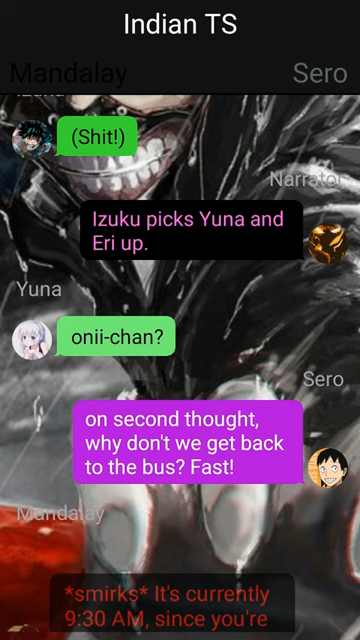 Indian TS
Mandalay
Sero
(Shit!)
Narrator
Izuku picks Yuna and
Eri up.
Yuna
onii-chan?
Sero
on second thought,
why don't we get back
to the bus? Fast!
Mandalay
*smirks* It's currently
9:30 AM, since you're